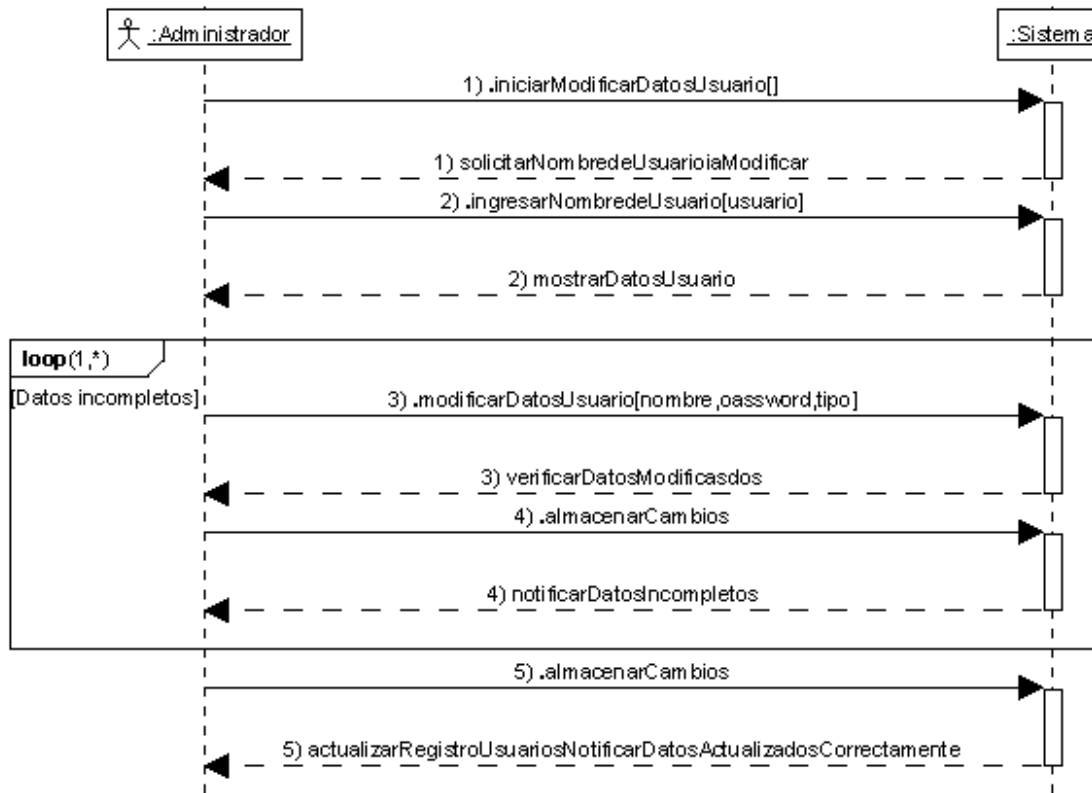 :Administrador
:Sistema
1) .iniciarModificarDatosUsuario[]
1) solicitarNombredeUsuarioiaModificar
2) .ingresarNombredeUsuario[usuario]
2) mostrarDatosUsuario
loop(1,*)
[Datos incompletos]
3) .modificarDatosUsuario[nombre,oassword,tipo]
3) verificarDatosModificasdos
4) .almacenarCambios
4) notificarDatosIncompletos
5) .almacenarCambios
5) actualizarRegistroUsuariosNotificarDatosActualizadosCorrectamente